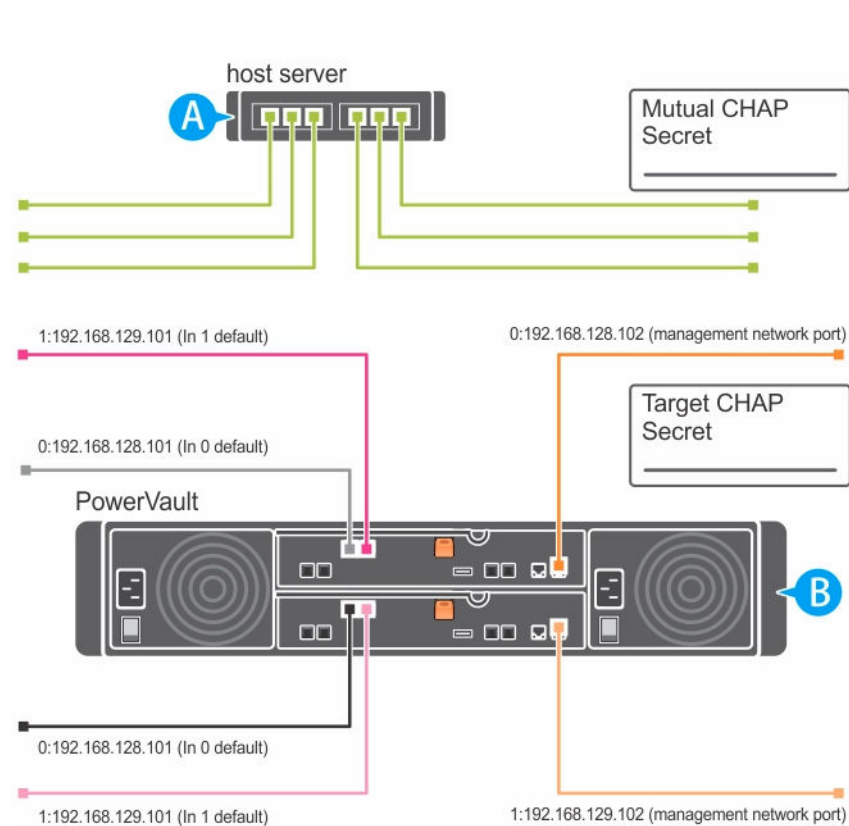 host server
A
Mutual CHAP
Secret
1:192.168.129.101 (In 1 default)
0:192.168.128.102 (management network port)
Target CHAP
Secret
0:192.168.128.101 (In 0 default)
PowerVault
B
0:192.168.128.101 (In 0 default)
1:192.168.129.101 (In 1 default)
1:192.168.129.102 (management network port)